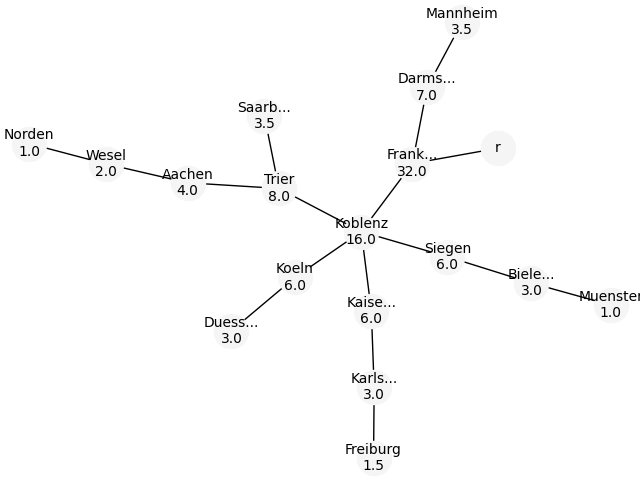 Mannheim
3.5
Darms...
7.0
Saarb...
3.5
Norden
1.0
Wesel
2.0
Aachen
4.0
Trier
8.0
Frank...
32.0
r
Koblenz
16.0
Siegen
6.0
Koeln
6.0
Biele...
3.0
Muenster
1.0
Kaise...
6.0
Duess...
3.0
Karls...
3.0
Freiburg
1.5